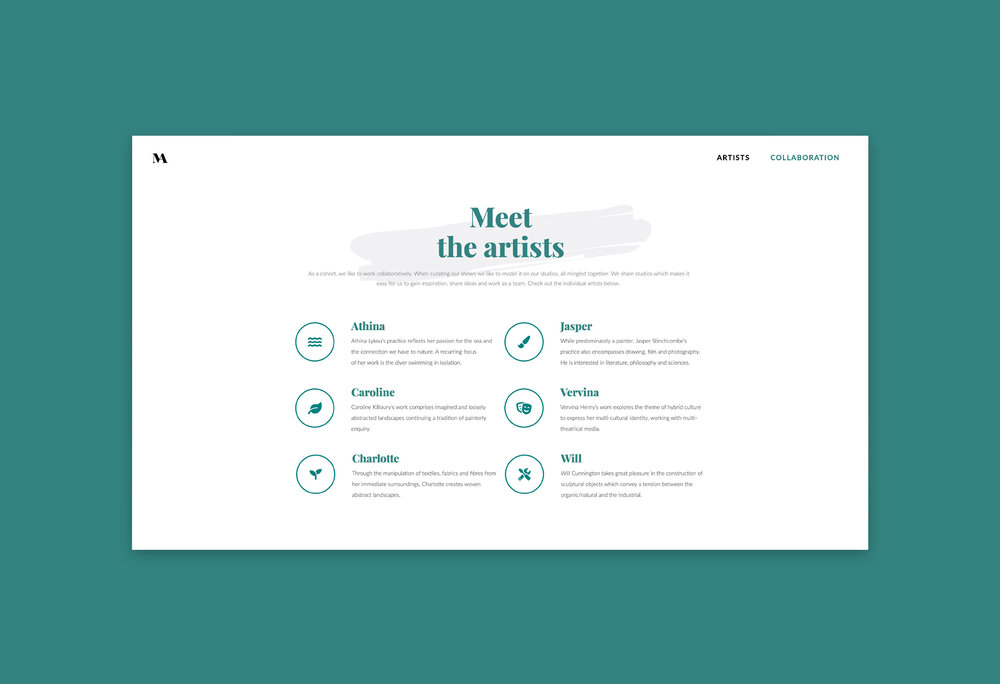 MA
ARTISTS COLLABORATION
Meet
the artists
As a cohort, we like to work collaboratively. When curating our shows we like to model it on our studios, all mingled together. We share studios which makes it
easy for us to gain inspiration, share ideas and work as a team. Check out the individual artists below.
Athina
Athina Lykou's practice reflects her passion for the sea and
the connection we have to nature. A recurring focus
of her work is the diver swimming in isolation.
Jasper
While predominately a painter, Jasper Stinchcombe's
practice also encompasses drawing, film and photography.
He is interested in literature, philosophy and sciences.
Caroline
Caroline Killoury's work comprises imagined and loosely
abstracted landscapes continuing a tradition of painterly
enquiry
Vervina
Vervina Henry's work explores the theme of hybrid culture
to express her multi-cultural identity, working with multi-
theatrical media.
Charlotte
Through the manipulation of textiles, fabrics and fibres from
her immediate surroundings, Charlotte creates woven
abstract landscapes.
Will
Will Cunnington takes great pleasure in the construction of
sculptural objects which convey a tension between the
organic/natural and the industrial.